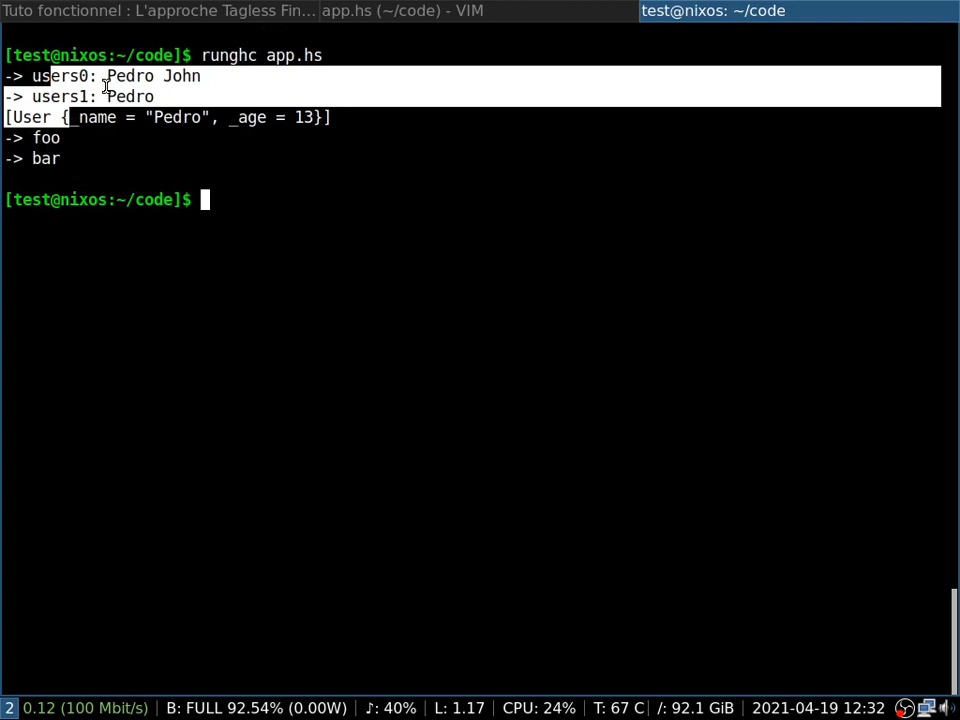 Tuto fonctionnel : L'approche Tagless Fin... app.hs (~/code) - VIM test@nixos: ~/code
[test@nixos:~/code]$ runghc app.hs
-> users0: Pedro John
-> users1: Pedro
[User {_name = "Pedro", _age = 13}]
-> foo
-> bar
[test@nixos:~/code]$
2 0.12 (100 Mbit/s) B: FULL 92.54% (0.00W) ♪: 40% L: 1.17 CPU: 24% T: 67 C /: 92.1 GiB 2021-04-19 12:32